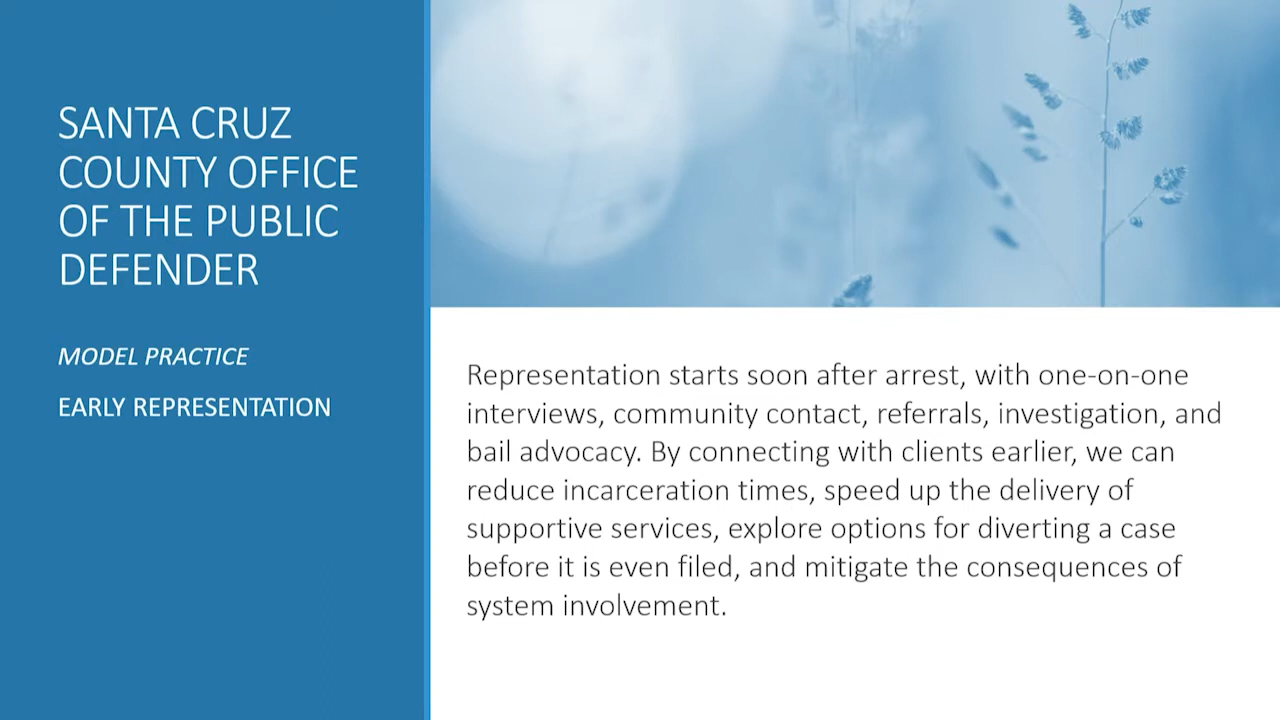 SANTA CRUZ
COUNTY OFFICE
OF THE PUBLIC
DEFENDER
MODEL PRACTICE
EARLY REPRESENTATION
Representation starts soon after arrest, with one-on-one
interviews, community contact, referrals, investigation, and
bail advocacy. By connecting with clients earlier, we can
reduce incarceration times, speed up the delivery of
supportive services, explore options for diverting a case
before it is even filed, and mitigate the consequences of
system involvement.